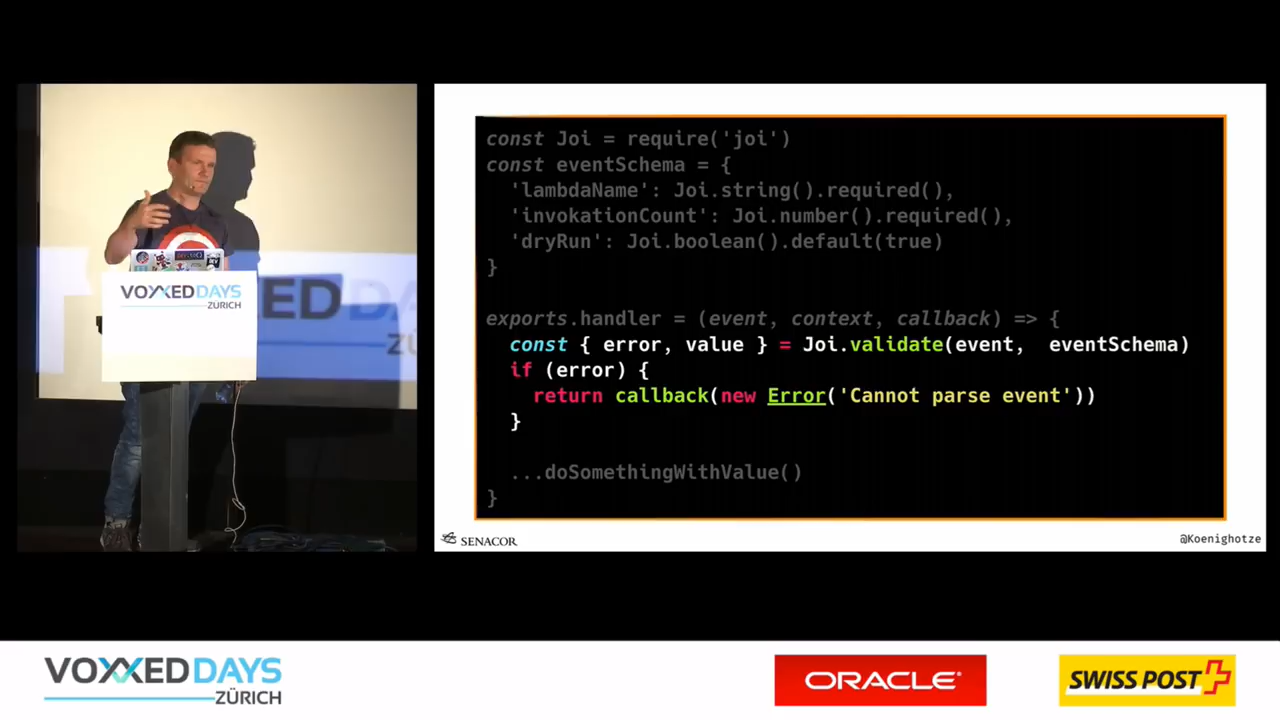 VOXXED DAYS
ZÜRICH
const Joi = require('joi')
const eventSchema = {
'lambdaName': Joi.string().required(),
'invokationCount': Joi.number().required(),
'dryRun': Joi.boolean().default(true)
}
exports.handler = (event, context, callback) => {
const { error, value } = Joi.validate(event,  eventSchema)
if (error) {
return callback(new Error('Cannot parse event'))
}
...doSomethingWithValue()
}
SENACOR
@Koenighotze
VOXXED DAYS
ZÜRICH
ORACLE
SWISS POST